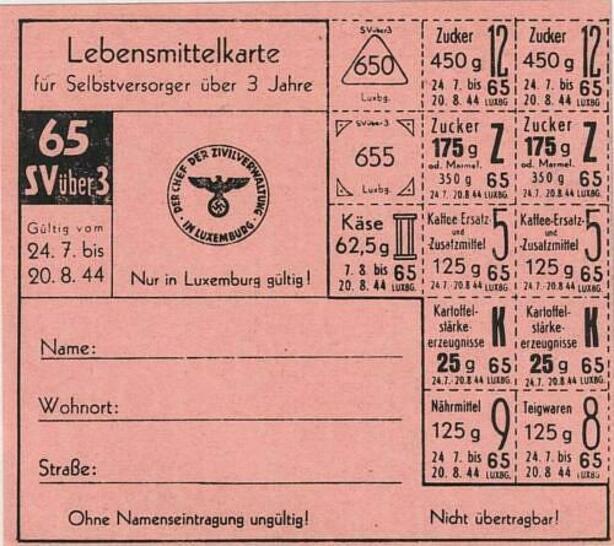 Lebensmittelkarte
für Selbstversorger über 3 Jahre
65
SV über 3
Gültig vom
24. 7. bis
20. 8. 44
DER CHEF DER ZIVILVERWALTUNG
IN LUXEMBURG
Nur in Luxemburg gültig!
Name:
Wohnort:
Straße:
Ohne Namenseintragung ungültig!
Nicht übertragbar!
SV über 3
650
Luxbg.
Zucker 12
450 g
24. 7. bis 65
20. 8. 44 LUXBG
Zucker 12
450 g
24. 7. bis 65
20. 8. 44 LUXBG
SV über 3
655
Luxbg.
Zucker Z
175 g
od. Marmel.
350 g 65
24.7. 20.8 44 LUXBG.
Zucker Z
175 g
od. Marmel.
350 g 65
24.7. 20.8 44 LUXBG.
Käse III
62,5 g
7. 8. bis 65
20. 8. 44 LUXBG.
Kaffee-Ersatz- 5
und
Zusatzmittel
125 g 65
24.7.-20.8 44 LUXBG.
Kaffee-Ersatz- 5
und
Zusatzmittel
125 g 65
24.7.-20.8 44 LUXBG.
Kartoffel- K
stärke-
erzeugnisse
25 g 65
24.7.-20.8 44 LUXBG.
Kartoffel- K
stärke-
erzeugnisse
25 g 65
24.7. 20.8 44 LUXBG.
Nährmittel 9
125 g
24. 7. bis 65
20. 8. 44 LUXBG.
Teigwaren 8
125 g
24. 7. bis 65
20. 8. 44 LUXBG